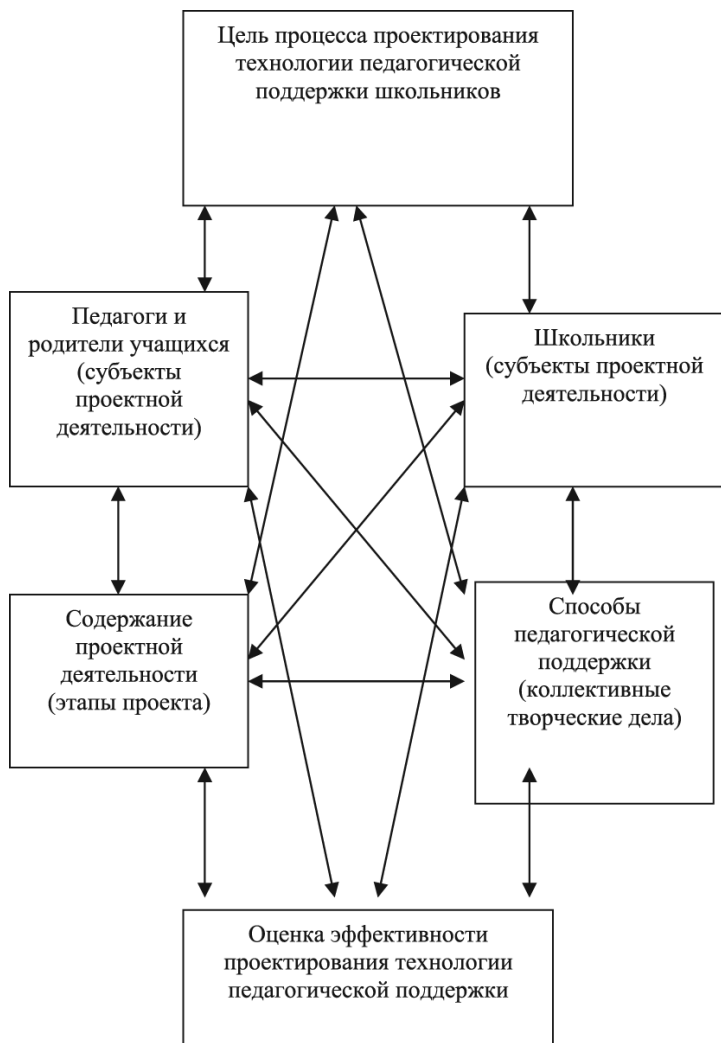 Цель процесса проектирования
технологии педагогической
поддержки школьников
Педагоги и
родители учащихся
(субъекты
проектной
деятельности)
Школьники
(субъекты проектной
деятельности)
Содержание
проектной
деятельности
(этапы проекта)
Способы
педагогической
поддержки
(коллективные
творческие дела)
Оценка эффективности
проектирования технологии
педагогической поддержки